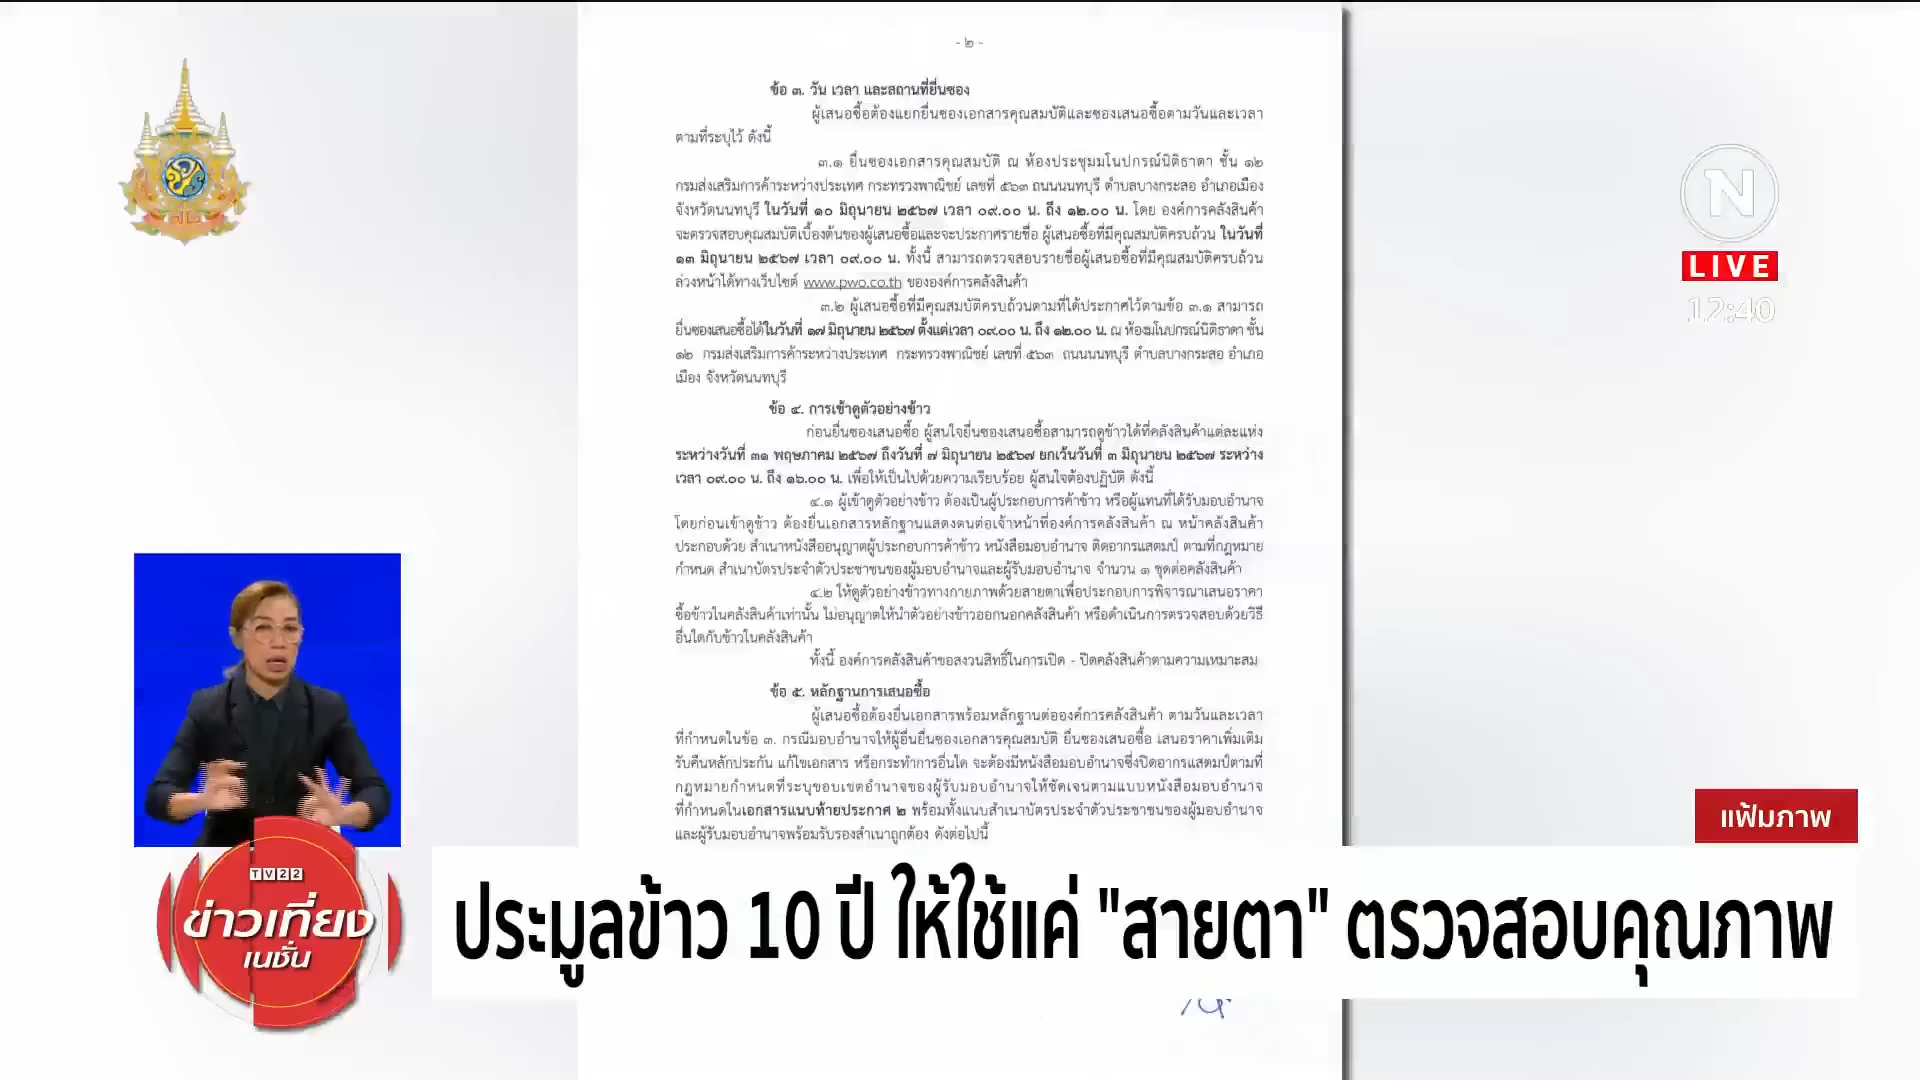 - ๒ -
ข้อ ๓. วัน เวลา และสถานที่ยื่นซอง
ผู้เสนอซื้อต้องแยกยื่นซองเอกสารคุณสมบัติและซองเสนอซื้อตามวันและเวลา
ตามที่ระบุไว้ ดังนี้
๓.๑ ยื่นซองเอกสารคุณสมบัติ ณ ห้องประชุมมโนปกรณ์นิติธาดา ชั้น ๑๒
กรมส่งเสริมการค้าระหว่างประเทศ กระทรวงพาณิชย์ เลขที่ ๕๖๓ ถนนนนทบุรี ตำบลบางกระสอ อำเภอเมือง
จังหวัดนนทบุรี ในวันที่ ๑๐ มิถุนายน ๒๕๖๗ เวลา ๐๙.๐๐ น. ถึง ๑๒.๐๐ น. โดย องค์การคลังสินค้า
จะตรวจสอบคุณสมบัติเบื้องต้นของผู้เสนอซื้อและจะประกาศรายชื่อ ผู้เสนอซื้อที่มีคุณสมบัติครบถ้วน ในวันที่
๑๓ มิถุนายน ๒๕๖๗ เวลา ๐๙.๐๐ น. ทั้งนี้ สามารถตรวจสอบรายชื่อผู้เสนอซื้อที่มีคุณสมบัติครบถ้วน
ล่วงหน้าได้ทางเว็บไซต์ www.pwo.co.th ขององค์การคลังสินค้า
๓.๒ ผู้เสนอซื้อที่มีคุณสมบัติครบถ้วนตามที่ได้ประกาศไว้ตามข้อ ๓.๑ สามารถ
ยื่นซองเสนอซื้อได้ในวันที่ ๑๗ มิถุนายน ๒๕๖๗ ตั้งแต่เวลา ๐๙.๐๐ น. ถึง ๑๒.๐๐ น. ณ ห้องมโนปกรณ์นิติธาดา ชั้น
๑๒ กรมส่งเสริมการค้าระหว่างประเทศ กระทรวงพาณิชย์ เลขที่ ๕๖๓ ถนนนนทบุรี ตำบลบางกระสอ อำเภอ
เมือง จังหวัดนนทบุรี
ข้อ ๔. การเข้าดูตัวอย่างข้าว
ก่อนยื่นซองเสนอซื้อ ผู้สนใจยื่นซองเสนอซื้อสามารถดูข้าวได้ที่คลังสินค้าแต่ละแห่ง
ระหว่างวันที่ ๓๑ พฤษภาคม ๒๕๖๗ ถึงวันที่ ๗ มิถุนายน ๒๕๖๗ ยกเว้นวันที่ ๓ มิถุนายน ๒๕๖๗ ระหว่าง
เวลา ๐๙.๐๐ น. ถึง ๑๖.๐๐ น. เพื่อให้เป็นไปด้วยความเรียบร้อย ผู้สนใจต้องปฏิบัติ ดังนี้
๔.๑ ผู้เข้าดูตัวอย่างข้าว ต้องเป็นผู้ประกอบการค้าข้าว หรือผู้แทนที่ได้รับมอบอำนาจ
โดยก่อนเข้าดูข้าว ต้องยื่นเอกสารหลักฐานแสดงตนต่อเจ้าหน้าที่องค์การคลังสินค้า ณ หน้าคลังสินค้า
ประกอบด้วย สำเนาหนังสืออนุญาตผู้ประกอบการค้าข้าว หนังสือมอบอำนาจ ติดอากรแสตมป์ ตามที่กฎหมาย
กำหนด สำเนาบัตรประจำตัวประชาชนของผู้มอบอำนาจและผู้รับมอบอำนาจ จำนวน ๑ ชุดต่อคลังสินค้า
๔.๒ ให้ดูตัวอย่างข้าวทางกายภาพด้วยสายตาเพื่อประกอบการพิจารณาเสนอราคา
ซื้อข้าวในคลังสินค้าเท่านั้น ไม่อนุญาตให้นำตัวอย่างข้าวออกนอกคลังสินค้า หรือดำเนินการตรวจสอบด้วยวิธี
อื่นใดกับข้าวในคลังสินค้า
ทั้งนี้ องค์การคลังสินค้าขอสงวนสิทธิ์ในการเปิด - ปิดคลังสินค้าตามความเหมาะสม
ข้อ ๕. หลักฐานการเสนอซื้อ
ผู้เสนอซื้อต้องยื่นเอกสารพร้อมหลักฐานต่อองค์การคลังสินค้า ตามวันและเวลา
ที่กำหนดในข้อ ๓. กรณีมอบอำนาจให้ผู้อื่นยื่นซองเอกสารคุณสมบัติ ยื่นซองเสนอซื้อ เสนอราคาเพิ่มเติม
รับคืนหลักประกัน แก้ไขเอกสาร หรือกระทำการอื่นใด จะต้องมีหนังสือมอบอำนาจซึ่งปิดอากรแสตมป์ตามที่
กฎหมายกำหนดที่ระบุขอบเขตอำนาจของผู้รับมอบอำนาจให้ชัดเจนตามแบบหนังสือมอบอำนาจ
ที่กำหนดในเอกสารแนบท้ายประกาศ ๒ พร้อมทั้งแนบสำเนาบัตรประจำตัวประชาชนของผู้มอบอำนาจ
และผู้รับมอบอำนาจพร้อมรับรองสำเนาถูกต้อง ดังต่อไปนี้
๗๒
N
LIVE
12:40
แฟ้มภาพ
TV22
ข่าวเที่ยง
เนชั่น
ประมูลข้าว 10 ปี ให้ใช้แค่ "สายตา" ตรวจสอบคุณภาพ